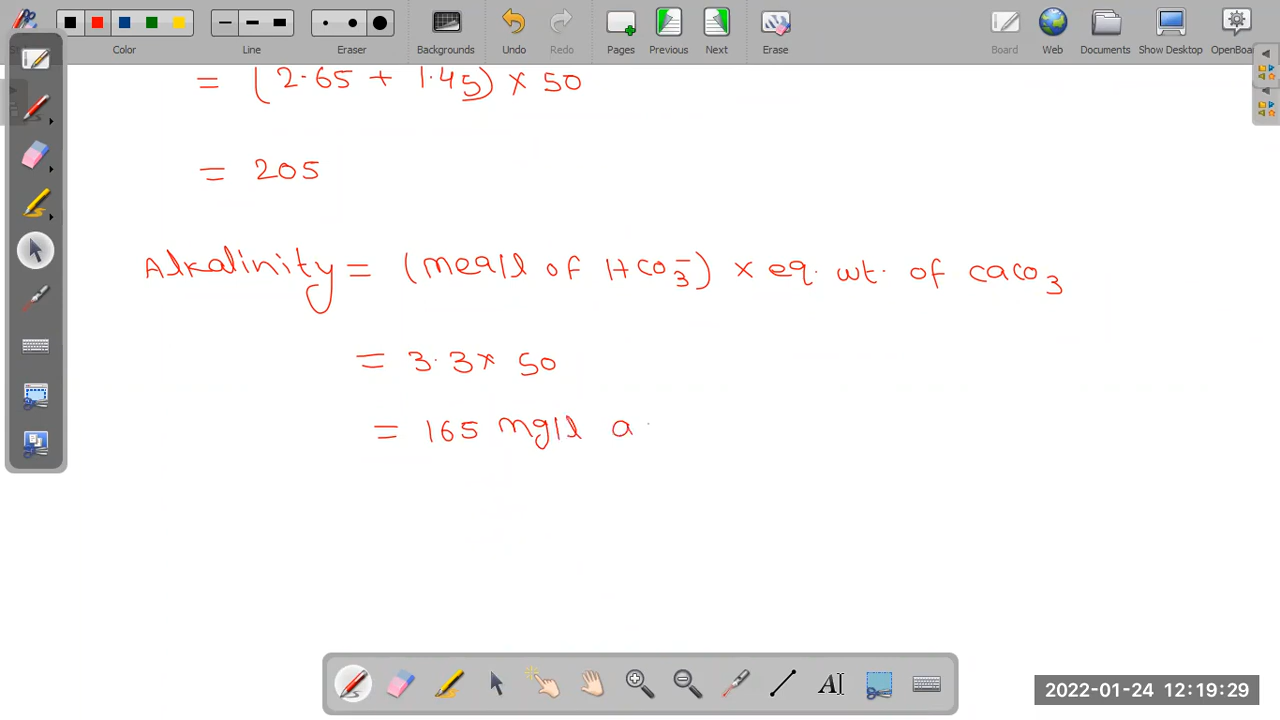 Color
Line
Eraser
Backgrounds
Undo
Redo
Pages
Previous
Next
Erase
Board
Web
Documents
Show Desktop
OpenBoa
= (2.65 + 1.45) × 50
= 205
Alkalinity = (meq/l of HCO3-) × eq. wt. of CaCO3
= 3.3 × 50
= 165 mg/l a
2022-01-24 12:19:29